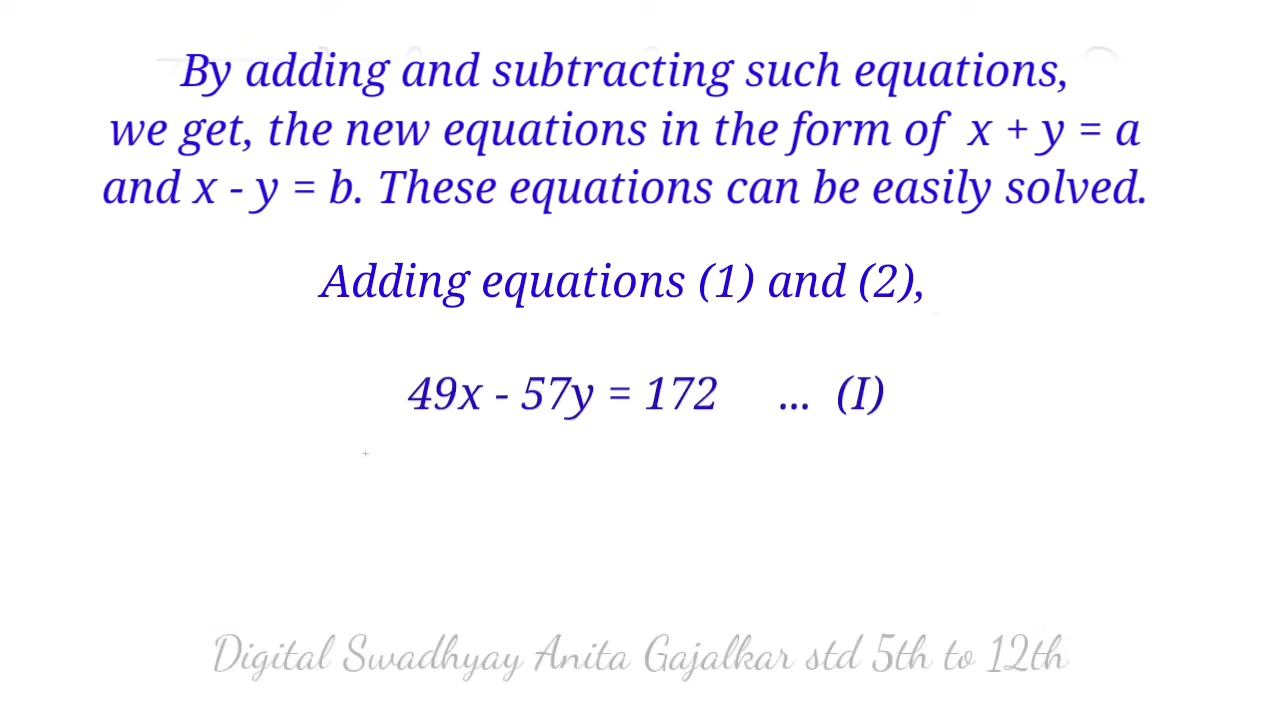 By adding and subtracting such equations,
we get, the new equations in the form of x + y = a
and x - y = b. These equations can be easily solved.
Adding equations (1) and (2),
49x - 57y = 172 ... (I)
Digital Swadhyay Anita Gajalkar std 5th to 12th